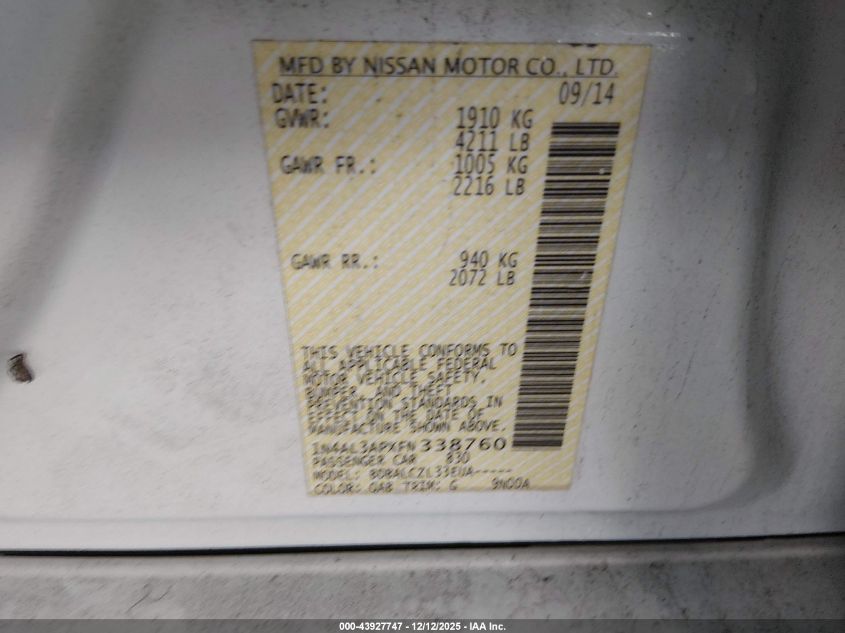 MFD BY NISSAN MOTOR CO., LTD.
DATE: 09/14
GVWR: 1910 KG
4211 LB
GAWR FR.: 1005 KG
2216 LB
GAWR RR.: 940 KG
2072 LB
THIS VEHICLE CONFORMS TO
ALL APPLICABLE FEDERAL
MOTOR VEHICLE SAFETY,
BUMPER, AND THEFT
PREVENTION STANDARDS IN
EFFECT ON THE DATE OF
MANUFACTURE SHOWN ABOVE.
1N4AL3APXFN338760
PASSENGER CAR 830
MODEL: BDBALCZL33EUA-----
COLOR: QAB TRIM: G 9NODA
000-43927747 - 12/12/2025 - IAA Inc.